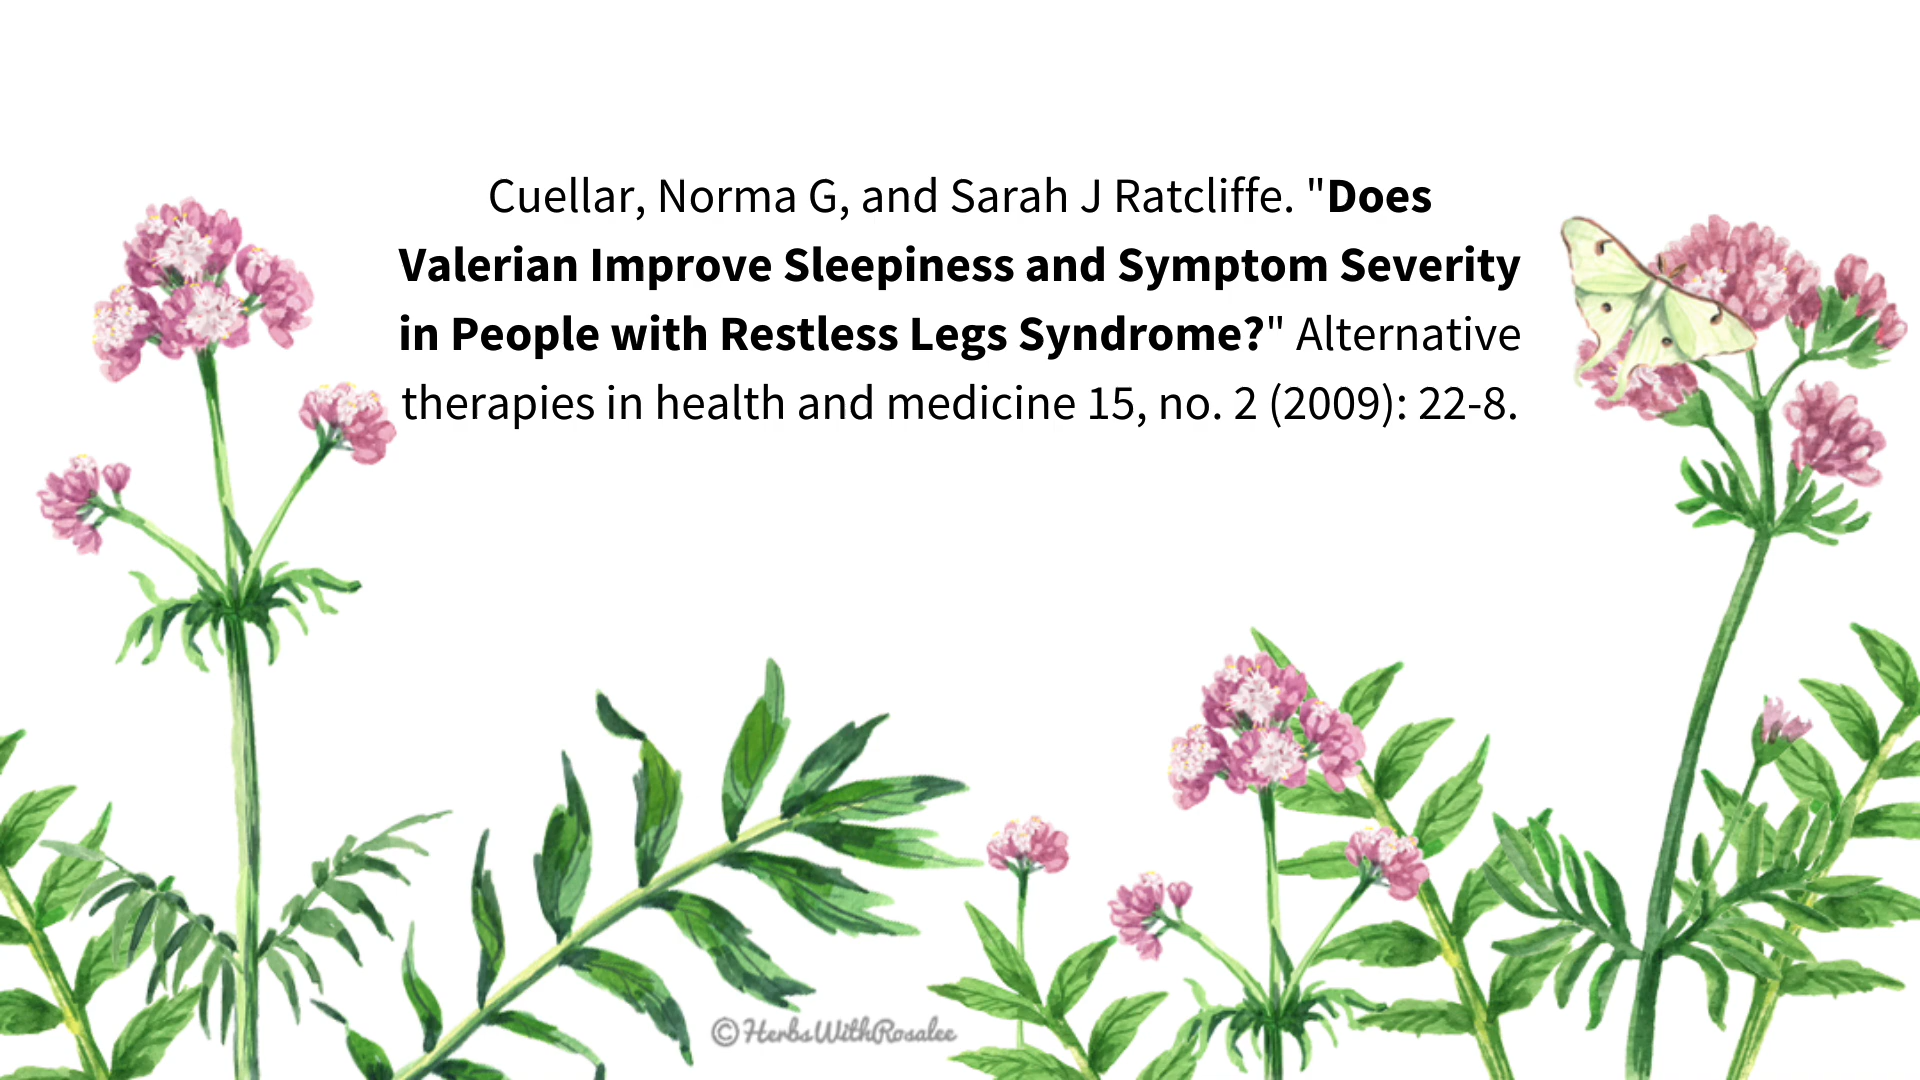 Cuellar, Norma G, and Sarah J Ratcliffe. "Does
Valerian Improve Sleepiness and Symptom Severity
in People with Restless Legs Syndrome?" Alternative
therapies in health and medicine 15, no. 2 (2009): 22-8.
©HerbsWithRosalee